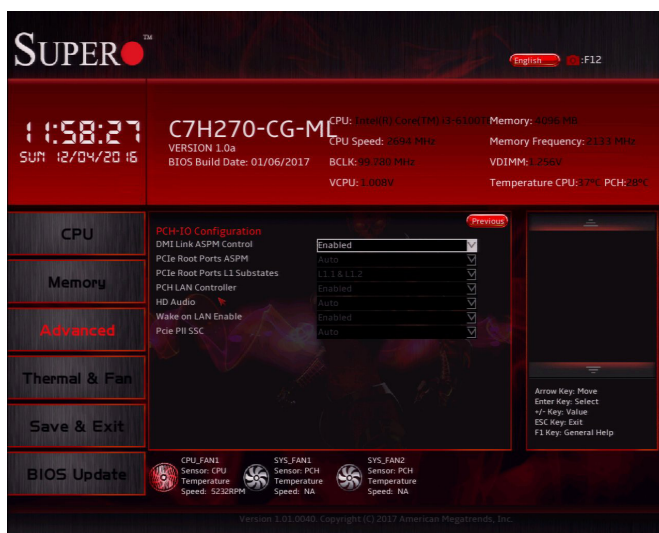 SUPER TM
English :F12
11:58:27
SUN 12/04/2016
C7H270-CG-ML
VERSION 1.0a
BIOS Build Date: 01/06/2017
CPU: Intel(R) Core(TM) i3-6300T
CPU Speed: 2694 MHz
BCLK: 99.780 MHz
VCPU: 1.008V
Memory: 4096 MB
Memory Frequency: 2133 MHz
VDIMM: 1.256V
Temperature CPU:37°C PCH:28°C
CPU
Memory
Advanced
Thermal & Fan
Save & Exit
BIOS Update
Previous
PCH-IO Configuration
DMI Link ASPM Control Enabled
PCIe Root Ports ASPM Auto
PCIe Root Ports L1 Substates L1.1 & L1.2
PCH LAN Controller Enabled
HD Audio Auto
Wake on LAN Enable Enabled
Pcie Pll SSC Auto
Arrow Key: Move
Enter Key: Select
+/- Key: Value
ESC Key: Exit
F1 Key: General Help
CPU_FAN1
Sensor: CPU
Temperature
Speed: 5232RPM
SYS_FAN1
Sensor: PCH
Temperature
Speed: NA
SYS_FAN2
Sensor: PCH
Temperature
Speed: NA
Version 1.01.0040. Copyright (C) 2017 American Megatrends, Inc.